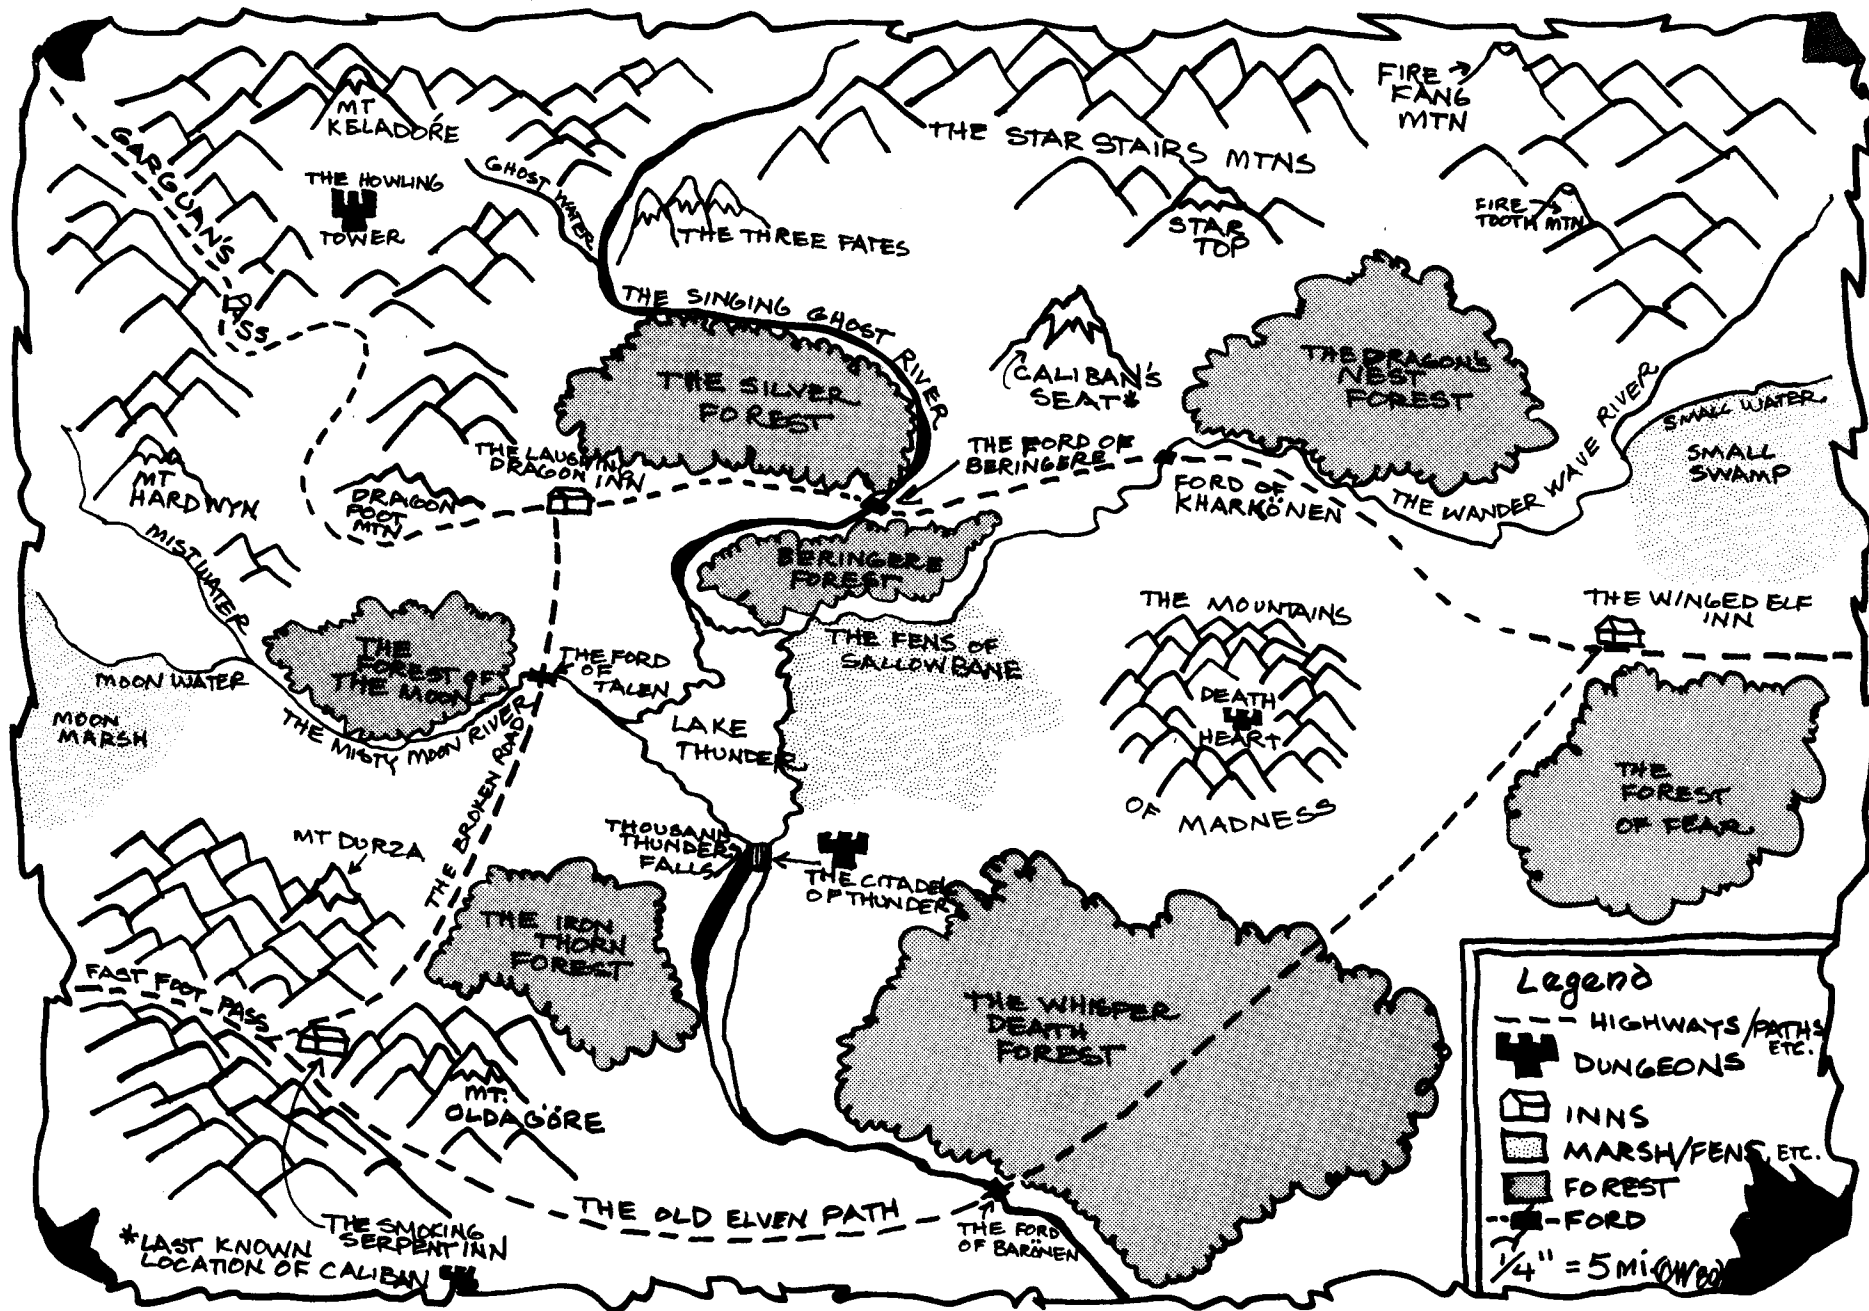 MT
KELADOŔE
GARGUAN'S
PASS
THE HOWLING
TOWER
GHOST WATER
THE THREE FATES
THE STAR STAIRS MTNS
STAR
TOP
FIRE
KANG
MTN
FIRE
TOOTH MTN
THE SINGING GHOST RIVER
THE SILVER
FOREST
CALIBAN'S
SEAT*
THE DRAGON'S
NEST
FOREST
SMALL WATER
SMALL
SWAMP
THE WANDER WAVE RIVER
MT
HARDWYN
DRAGON
FOOT
MTN
THE LAUGHING
DRAGON INN
THE FORD OF
BERINGERE
FORD OF
KHARKÖNEN
MISTWATER
BERINGERE
FOREST
THE MOUNTAINS
OF MADNESS
DEATH
HEART
THE WINGED ELF
INN
THE FENS OF
SALLOWBANE
THE
FOREST OF
THE MOON
THE FORD
OF
TALEN
MOON WATER
MOON
MARSH
THE MISTY MOON RIVER
LAKE
THUNDER
THE BROKEN ROAD
THE
FOREST
OF FEAR
MT DURZA
THOUSAND
THUNDER
FALLS
THE CITADEL
OF THUNDER
THE IRON
THORN
FOREST
FAST FOOT PASS
THE WHISPER
DEATH
FOREST
MT.
OLDAGÖRE
THE OLD ELVEN PATH
THE FORD
OF BARÖNEN
THE SMOKING
SERPENT INN
*LAST KNOWN
LOCATION OF CALIBAN
Legend
HIGHWAYS/PATHS
ETC.
DUNGEONS
INNS
MARSH/FENS, ETC.
FOREST
FORD
1/4" = 5 MI